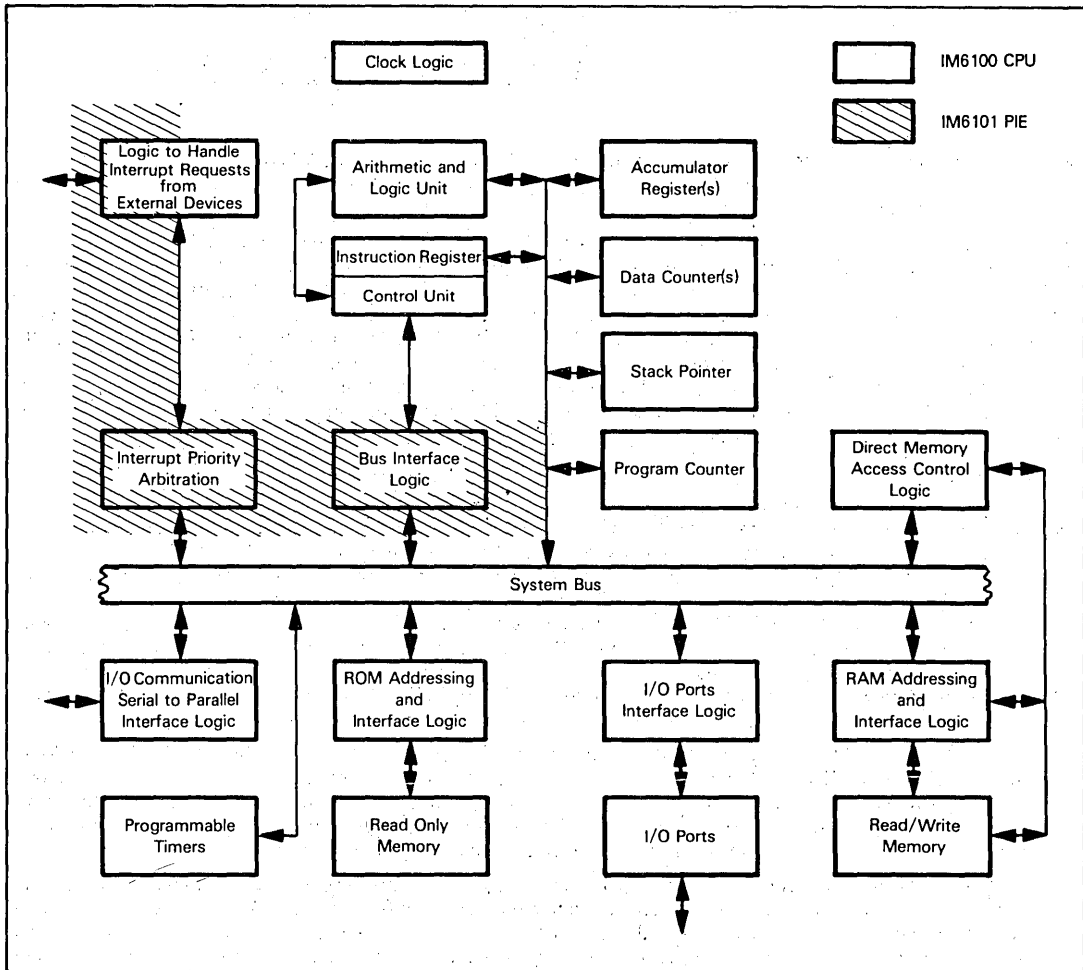 Clock Logic
IM6100 CPU
IM6101 PIE
Logic to Handle
Interrupt Requests
from
External Devices
Arithmetic and
Logic Unit
Accumulator
Register(s)
Instruction Register
Control Unit
Data Counter(s)
Stack Pointer
Interrupt Priority
Arbitration
Bus Interface
Logic
Program Counter
Direct Memory
Access Control
Logic
System Bus
I/O Communication
Serial to Parallel
Interface Logic
ROM Addressing
and
Interface Logic
I/O Ports
Interface Logic
RAM Addressing
and
Interface Logic
Programmable
Timers
Read Only
Memory
I/O Ports
Read/Write
Memory